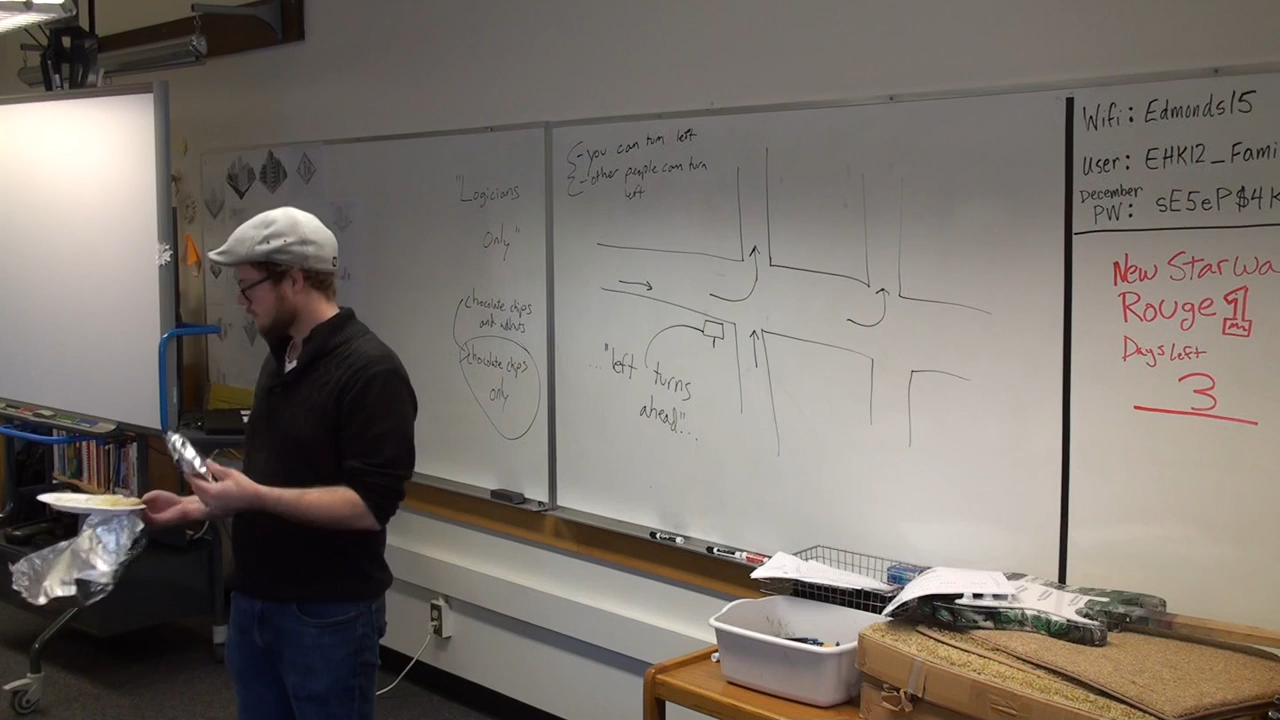 "Logicians
Only"
chocolate chips
and walnuts
chocolate chips
only
- you can turn left
- other people can turn
left
..."left turns
ahead"...
Wifi: Edmonds15
User: EHK12_Fami
December
PW: sE5eP$4K
New Star Wa
Rouge 1
Days left
3